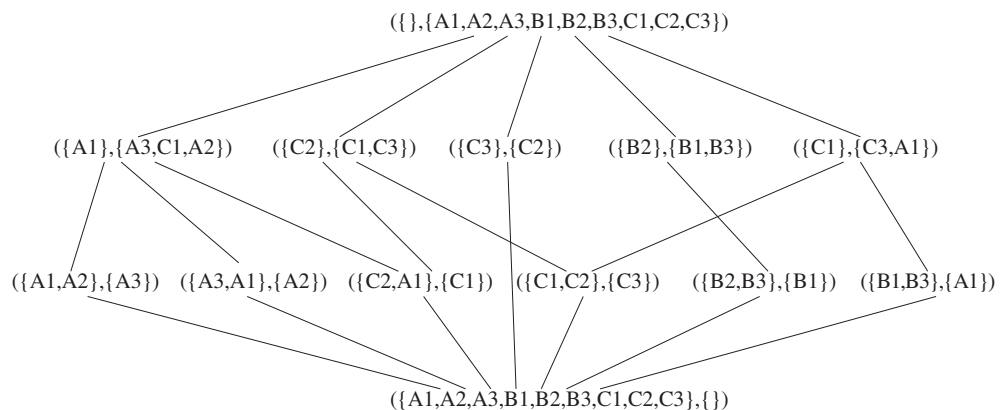 ({},{A1,A2,A3,B1,B2,B3,C1,C2,C3})
({A1},{A3,C1,A2}) ({C2},{C1,C3}) ({C3},{C2}) ({B2},{B1,B3}) ({C1},{C3,A1})
({A1,A2},{A3}) ({A3,A1},{A2}) ({C2,A1},{C1}) ({C1,C2},{C3}) ({B2,B3},{B1}) ({B1,B3},{A1})
({A1,A2,A3,B1,B2,B3,C1,C2,C3},{})